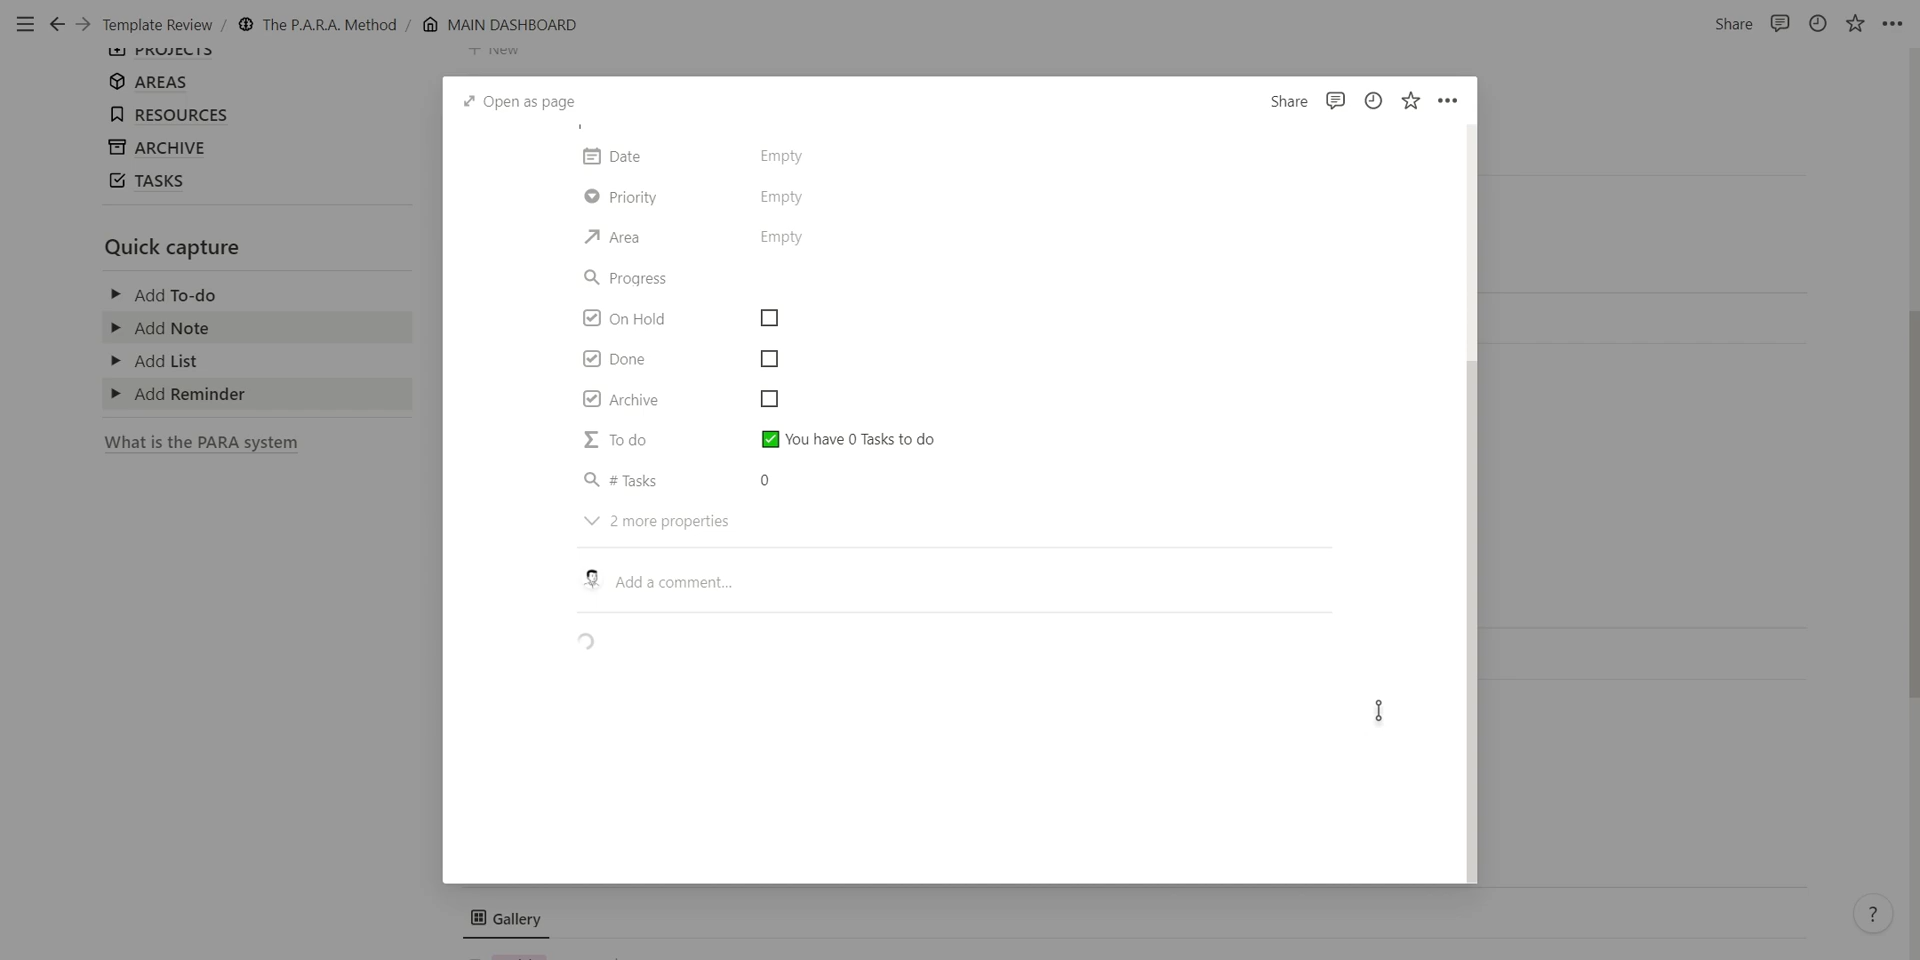 Template Review / The P.A.R.A. Method / MAIN DASHBOARD
Share
PROJECTS
AREAS
RESOURCES
ARCHIVE
TASKS
Quick capture
Add To-do
Add Note
Add List
Add Reminder
What is the PARA system
+ New
Open as page
Share
Date Empty
Priority Empty
Area Empty
Progress
On Hold
Done
Archive
To do You have 0 Tasks to do
# Tasks 0
2 more properties
Add a comment...
Gallery
?